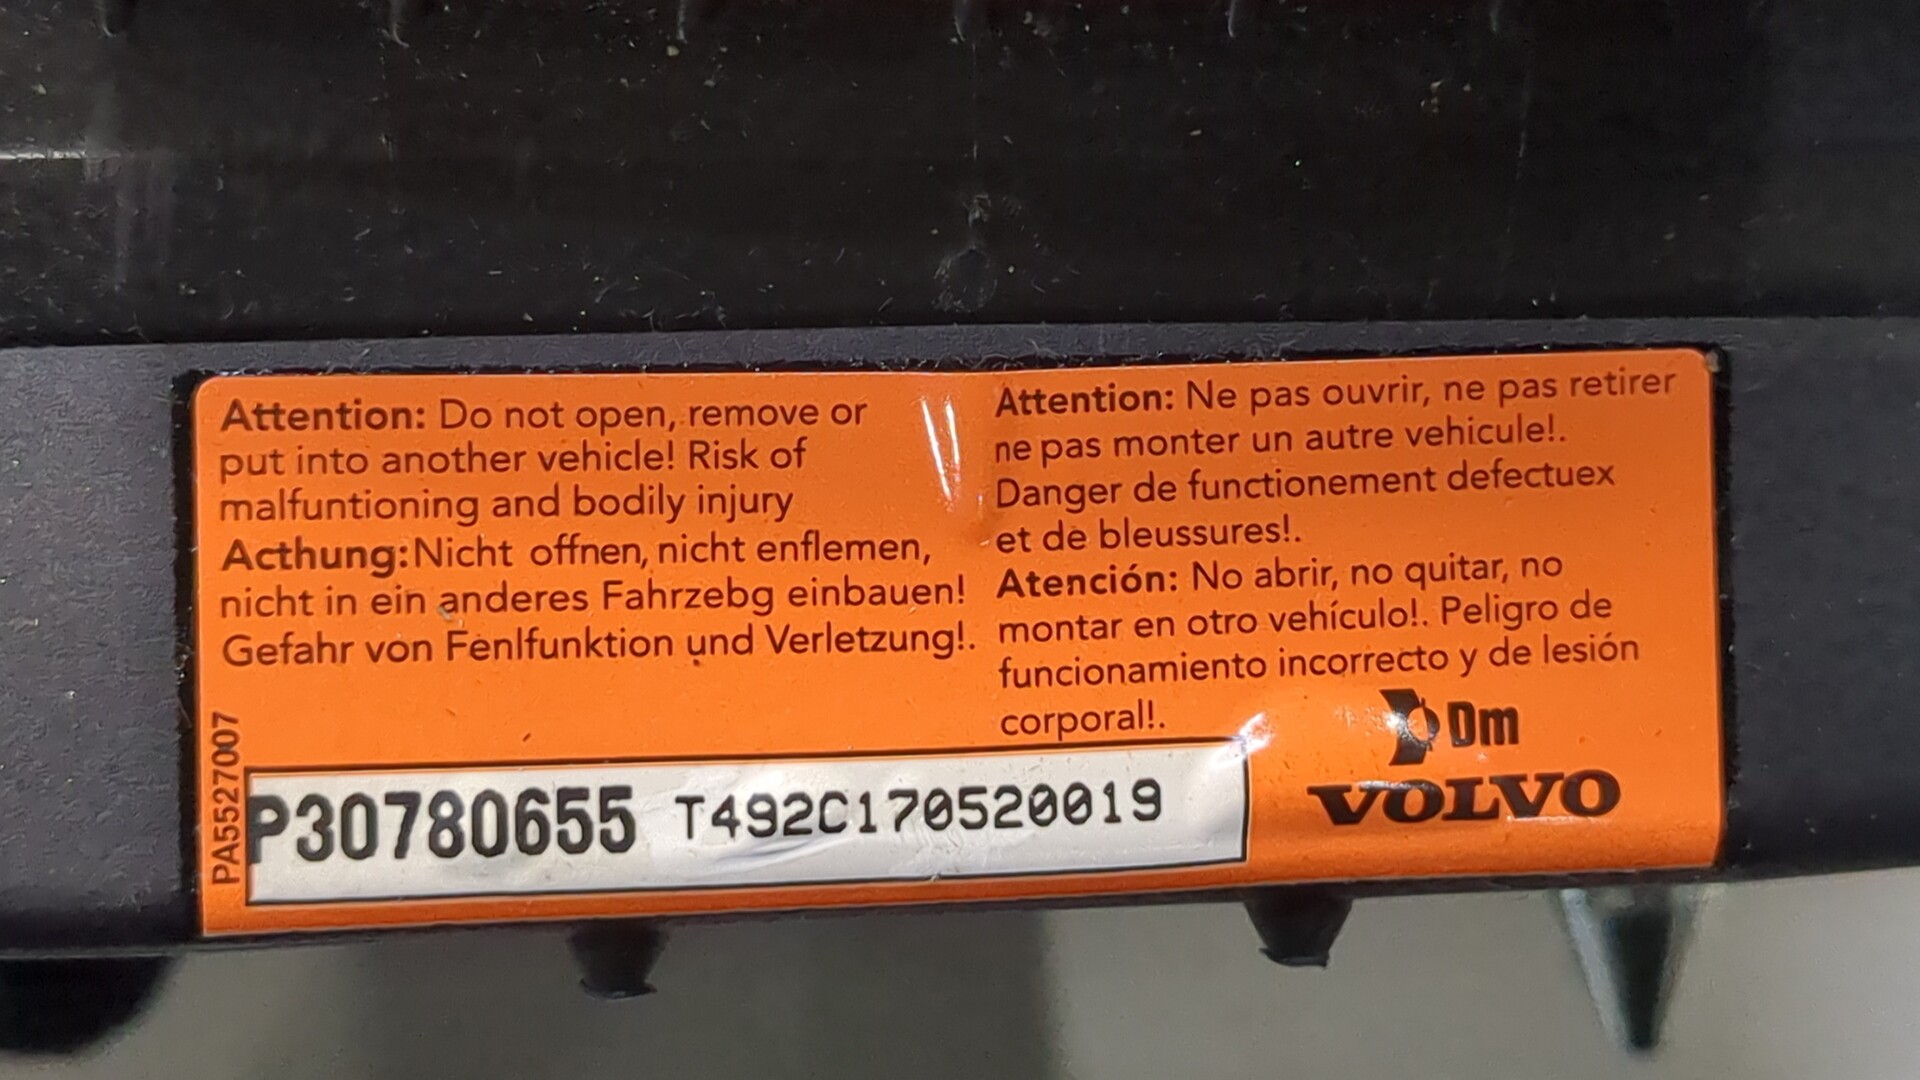 Attention: Do not open, remove or
put into another vehicle! Risk of
malfuntioning and bodily injury
Acthung: Nicht offnen, nicht enflemen,
nicht in ein anderes Fahrzebg einbauen!
Gefahr von Fenlfunktion und Verletzung!.
Attention: Ne pas ouvrir, ne pas retirer
ne pas monter un autre vehicule!.
Danger de functionement defectuex
et de bleussures!.
Atención: No abrir, no quitar, no
montar en otro vehículo!. Peligro de
funcionamiento incorrecto y de lesión
corporal!.
PA5527007
P30780655 T492C170520019
Dm
VOLVO